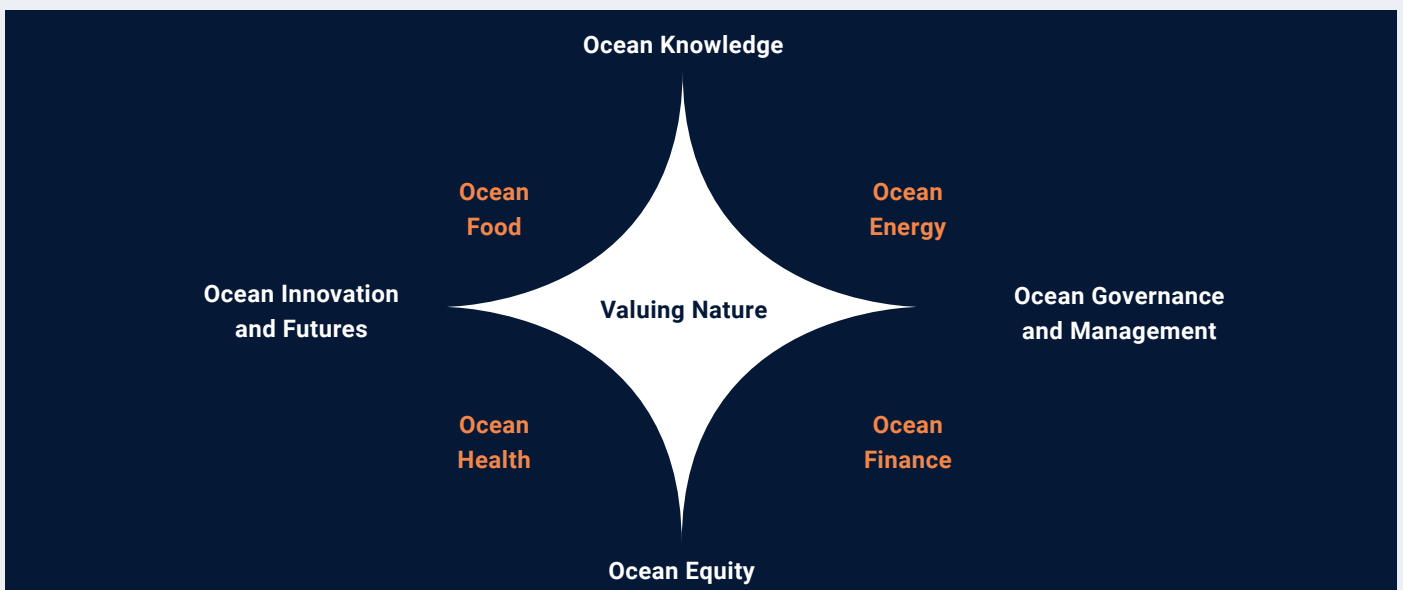 Ocean Knowledge
Ocean
Food
Ocean
Energy
Ocean Innovation
and Futures
Valuing Nature
Ocean Governance
and Management
Ocean
Health
Ocean
Finance
Ocean Equity